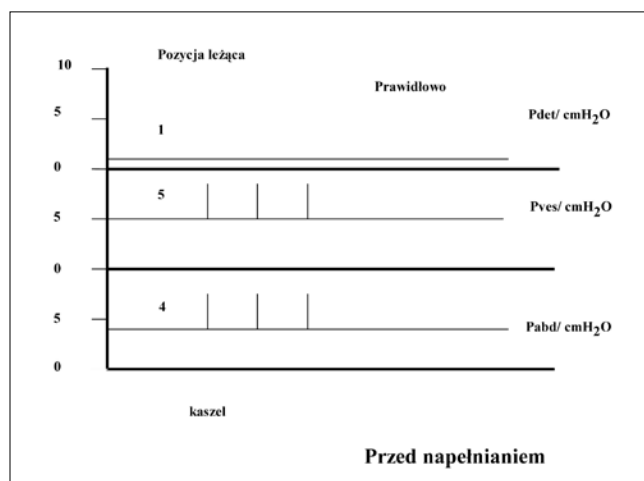 Pozycja leżąca
10
Prawidłowo
5
Pdet/ cmH2O
1
0
5
Pves/ cmH2O
5
0
4
5
Pabd/ cmH2O
0
kaszel
Przed napełnianiem